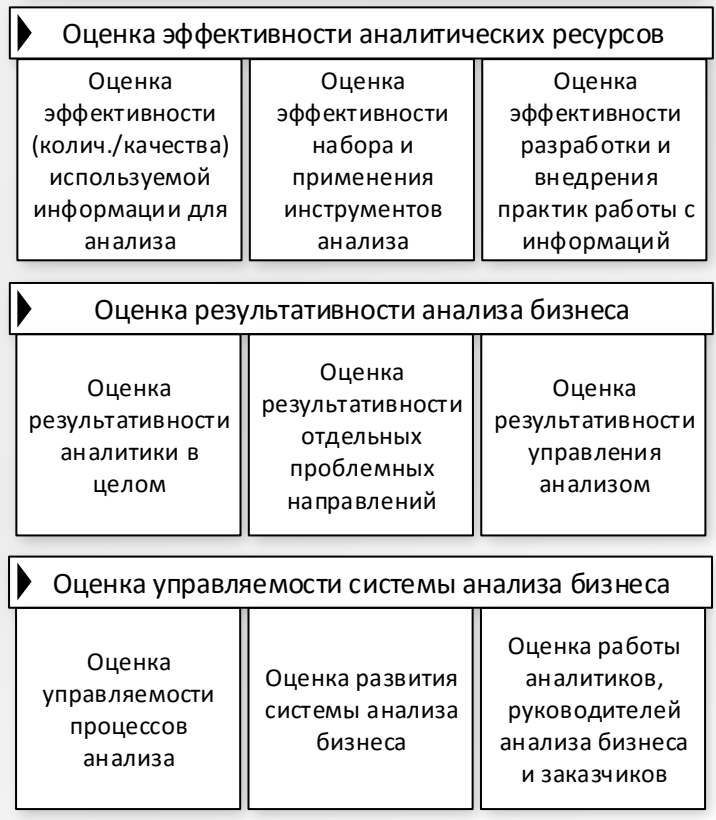 Оценка эффективности аналитических ресурсов
Оценка
эффективности
(колич./качества)
используемой
информации для
анализа
Оценка
эффективности
набора и
применения
инструментов
анализа
Оценка
эффективности
разработки и
внедрения
практик работы с
информаций
Оценка результативности анализа бизнеса
Оценка
результативности
аналитики в
целом
Оценка
результативности
отдельных
проблемных
направлений
Оценка
результативности
управления
анализом
Оценка управляемости системы анализа бизнеса
Оценка
управляемости
процессов
анализа
Оценка развития
системы анализа
бизнеса
Оценка работы
аналитиков,
руководителей
анализа бизнеса
и заказчиков